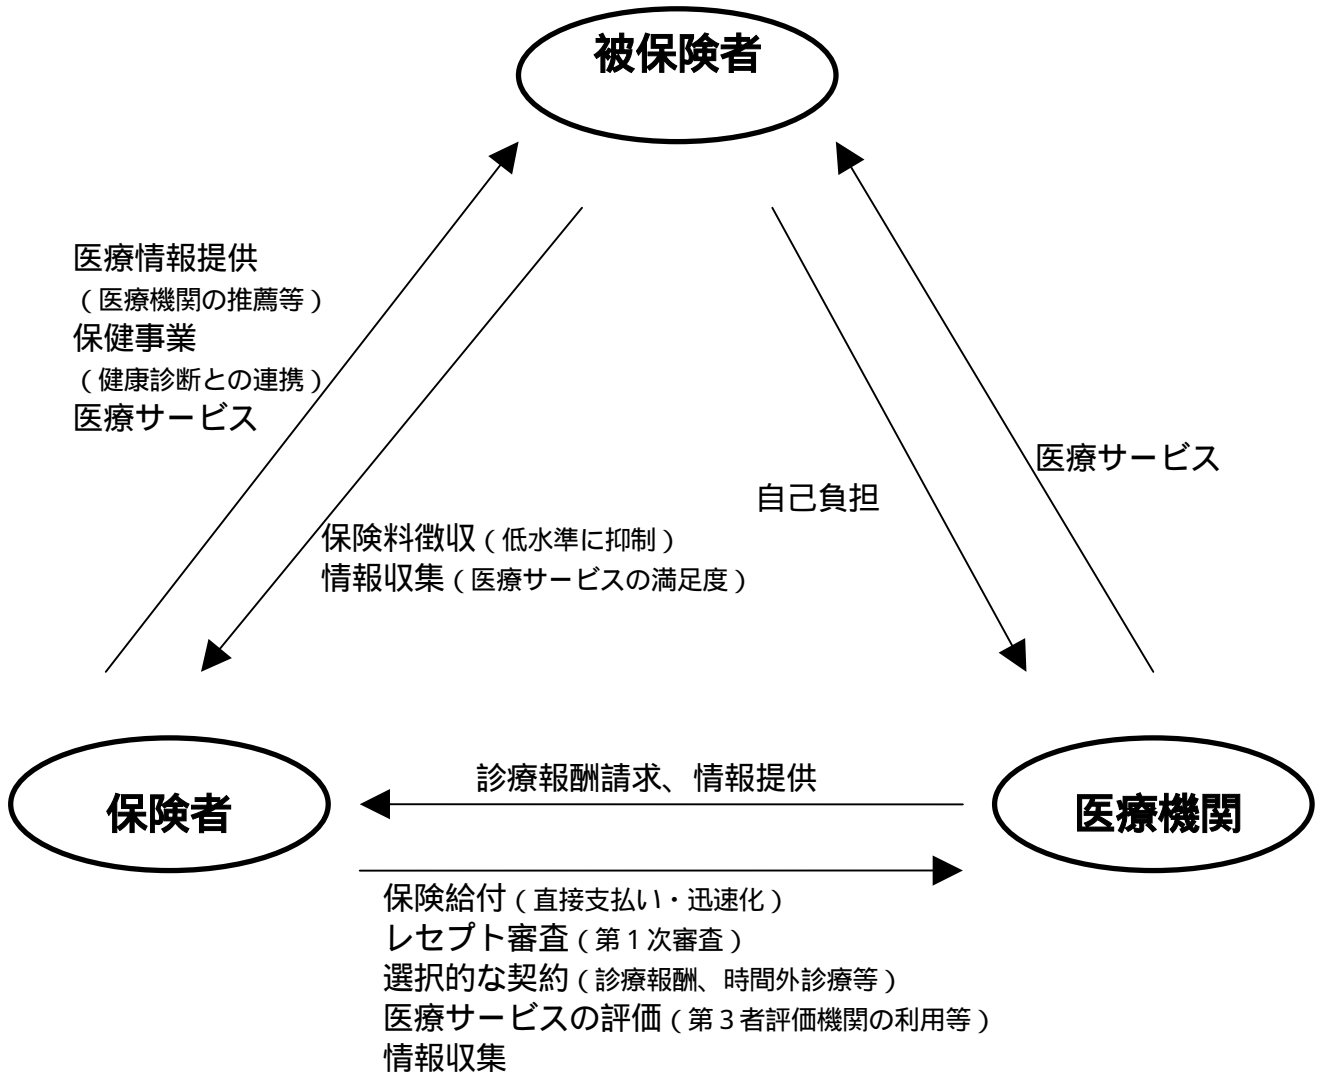 被保険者
医療情報提供
（医療機関の推薦等）
保健事業
（健康診断との連携）
医療サービス
医療サービス
自己負担
保険料徴収（低水準に抑制）
情報収集（医療サービスの満足度）
診療報酬請求、情報提供
保険者
医療機関
保険給付（直接支払い・迅速化）
レセプト審査（第１次審査）
選択的な契約（診療報酬、時間外診療等）
医療サービスの評価（第３者評価機関の利用等）
情報収集